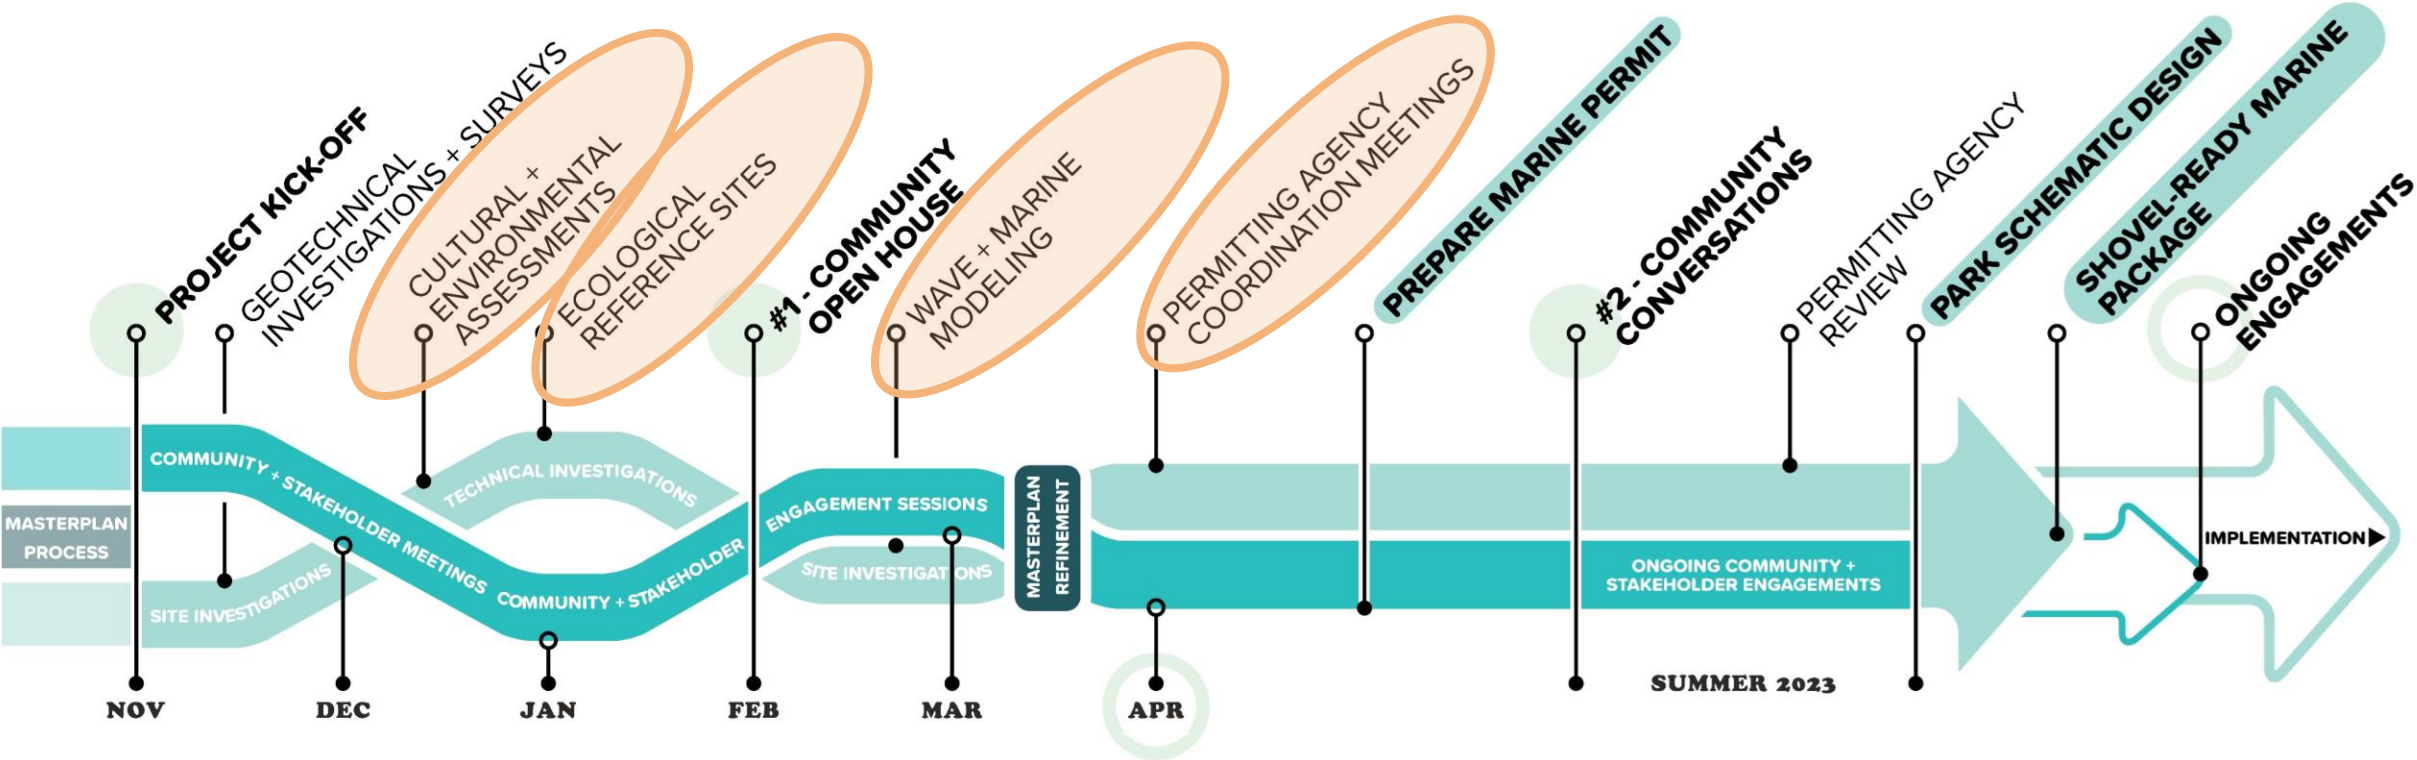 PROJECT KICK-OFF
GEOTECHNICAL
INVESTIGATIONS + SURVEYS
CULTURAL +
ENVIRONMENTAL
ASSESSMENTS
ECOLOGICAL
REFERENCE SITES
#1 - COMMUNITY
OPEN HOUSE
WAVE + MARINE
MODELING
PERMITTING AGENCY
COORDINATION MEETINGS
PREPARE MARINE PERMIT
#2 - COMMUNITY
CONVERSATIONS
PERMITTING AGENCY
REVIEW
PARK SCHEMATIC DESIGN
SHOVEL-READY MARINE
PACKAGE
ONGOING
ENGAGEMENTS
MASTERPLAN
PROCESS
COMMUNITY + STAKEHOLDER MEETINGS
SITE INVESTIGATIONS
TECHNICAL INVESTIGATIONS
COMMUNITY + STAKEHOLDER
ENGAGEMENT SESSIONS
SITE INVESTIGATIONS
MASTERPLAN
REFINEMENT
ONGOING COMMUNITY +
STAKEHOLDER ENGAGEMENTS
IMPLEMENTATION
NOV
DEC
JAN
FEB
MAR
APR
SUMMER 2023